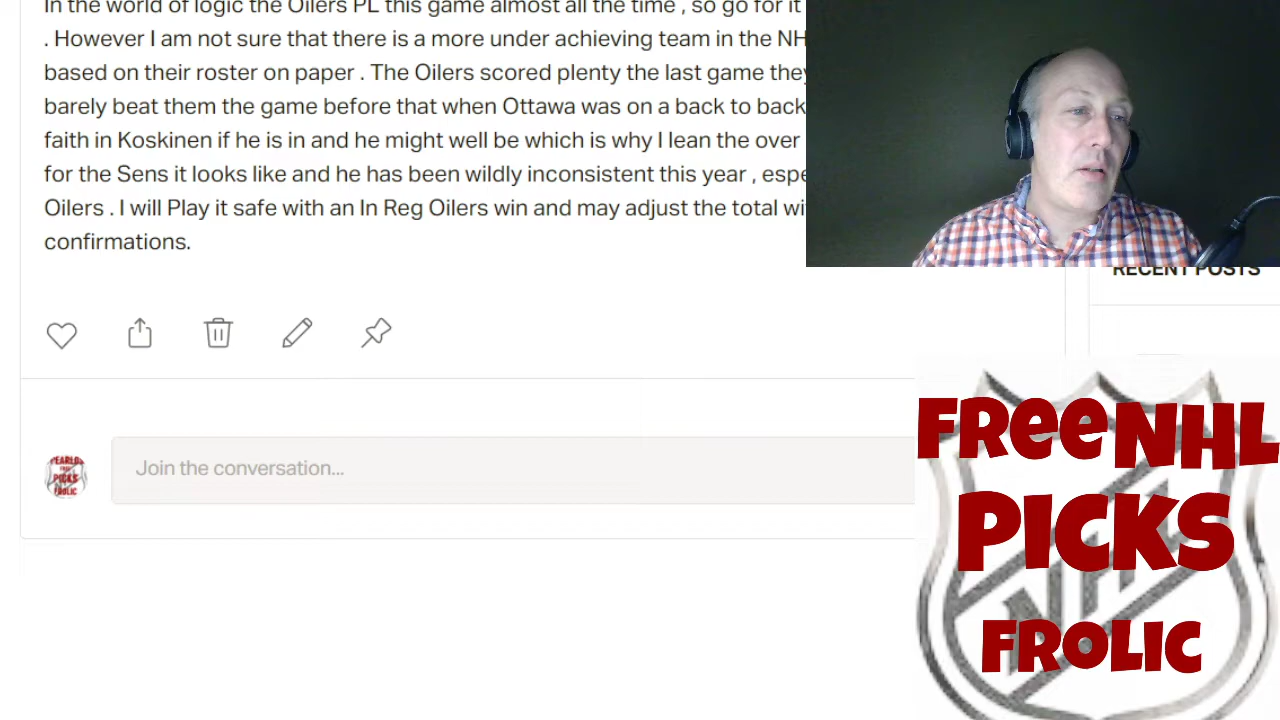 In the world of logic the Oilers PL this game almost all the time , so go for it
. However I am not sure that there is a more under achieving team in the NH
based on their roster on paper . The Oilers scored plenty the last game they
barely beat them the game before that when Ottawa was on a back to back
faith in Koskinen if he is in and he might well be which is why I lean the over
for the Sens it looks like and he has been wildly inconsistent this year , espe
Oilers . I will Play it safe with an In Reg Oilers win and may adjust the total wi
confirmations.
RECENT POSTS
Join the conversation...
PICKS
FROLIC
FREE NHL
PICKS
FROLIC
NHL